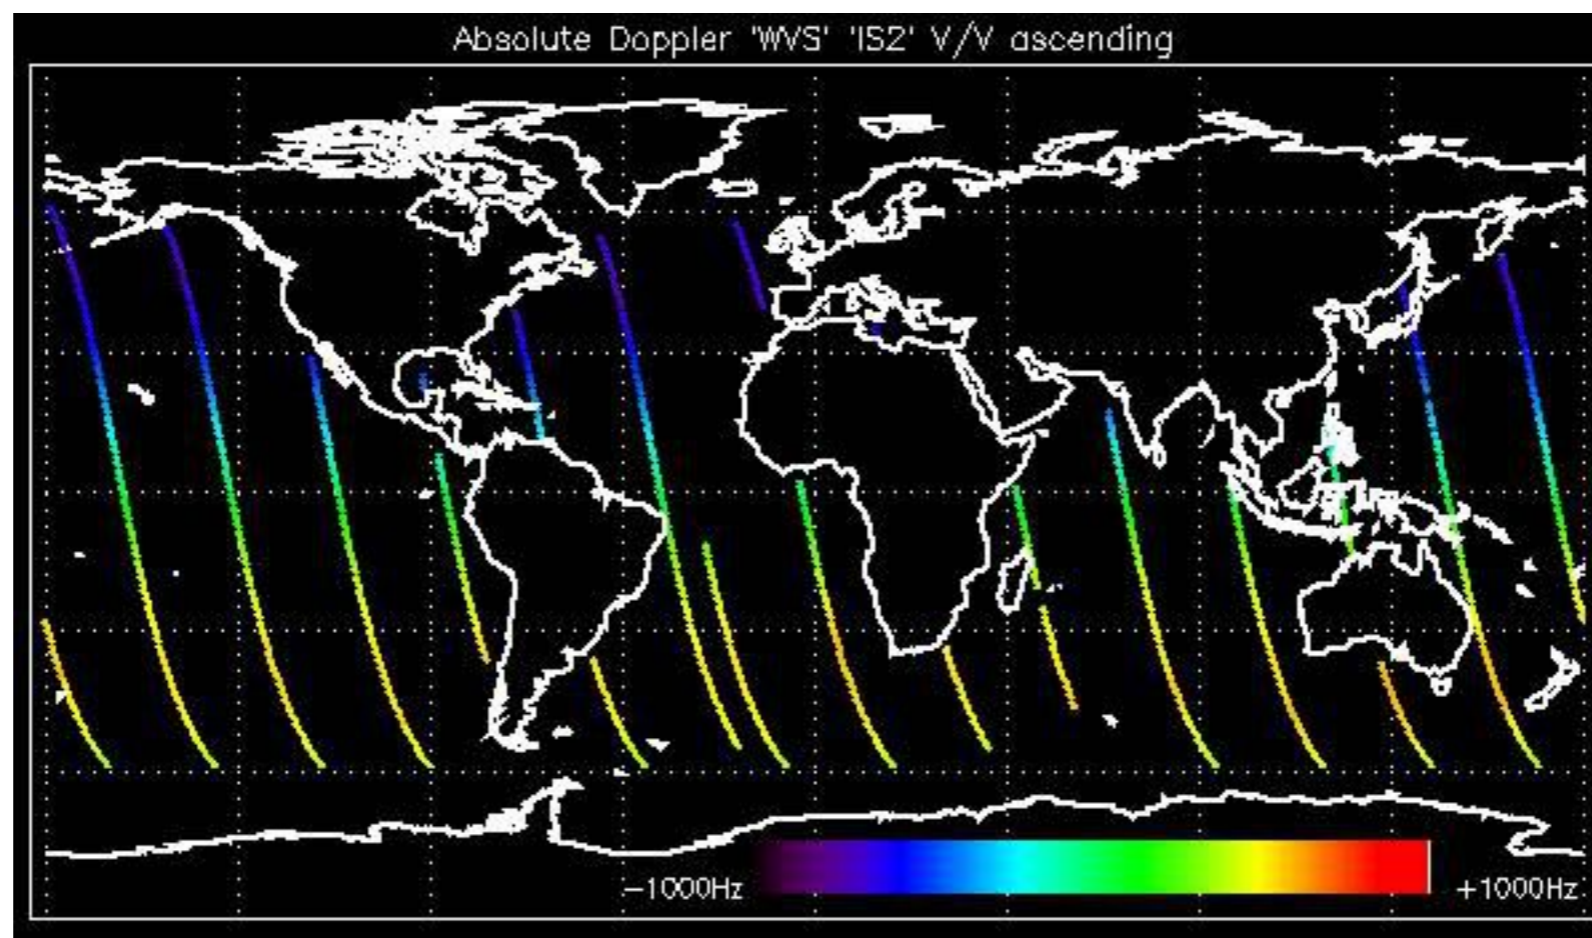 Absolute Doppler 'WVS' 'IS2' V/V ascending
−1000Hz
+1000Hz